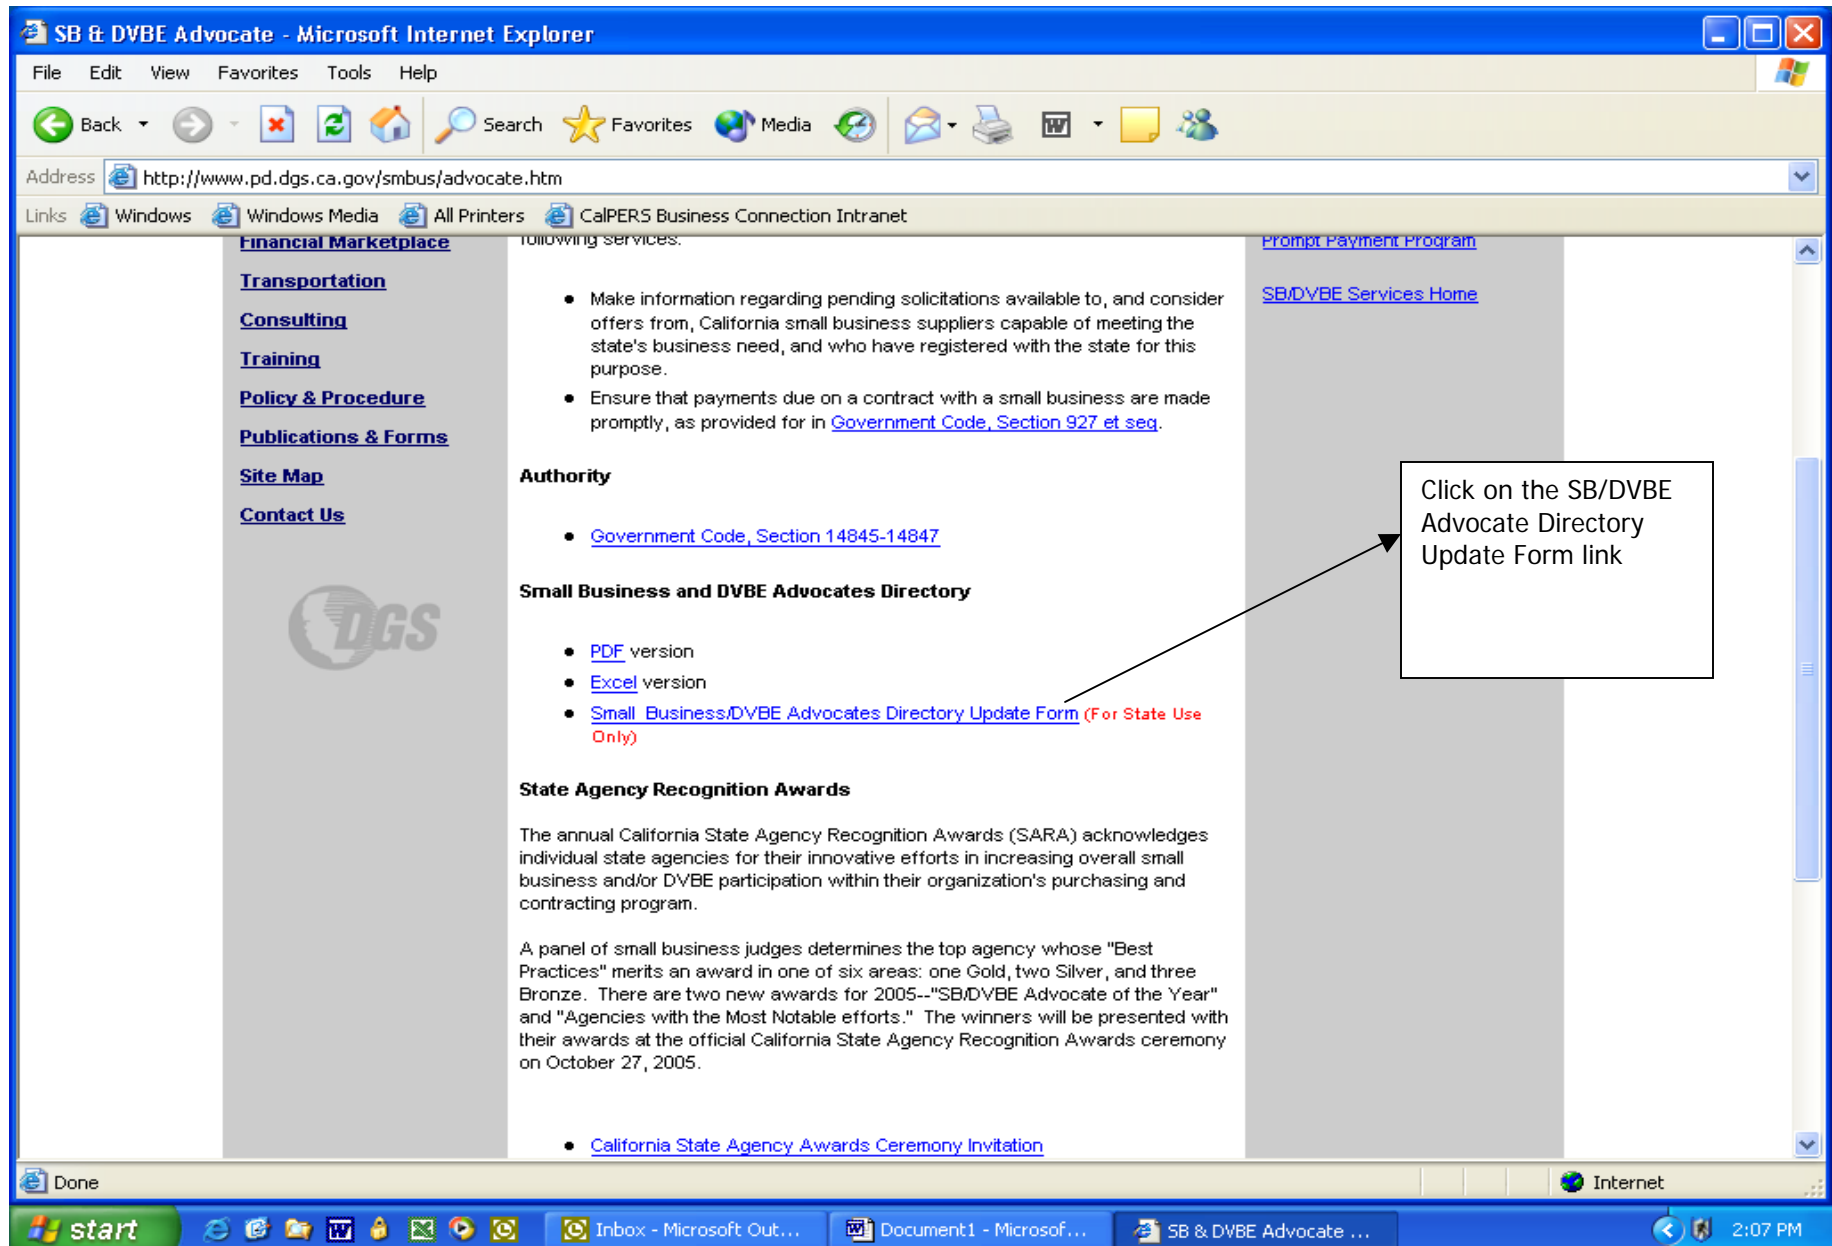 SB & DVBE Advocate - Microsoft Internet Explorer
File Edit View Favorites Tools Help
Back Search Favorites Media
Address http://www.pd.dgs.ca.gov/smbus/advocate.htm
Links Windows Windows Media All Printers CalPERS Business Connection Intranet
Financial Marketplace
Transportation
Consulting
Training
Policy & Procedure
Publications & Forms
Site Map
Contact Us
DGS
following services:
• Make information regarding pending solicitations available to, and consider
offers from, California small business suppliers capable of meeting the
state's business need, and who have registered with the state for this
purpose.
• Ensure that payments due on a contract with a small business are made
promptly, as provided for in Government Code, Section 927 et seq.
Authority
• Government Code, Section 14845-14847
Small Business and DVBE Advocates Directory
• PDF version
• Excel version
• Small Business/DVBE Advocates Directory Update Form (For State Use
Only)
State Agency Recognition Awards
The annual California State Agency Recognition Awards (SARA) acknowledges
individual state agencies for their innovative efforts in increasing overall small
business and/or DVBE participation within their organization's purchasing and
contracting program.
A panel of small business judges determines the top agency whose "Best
Practices" merits an award in one of six areas: one Gold, two Silver, and three
Bronze. There are two new awards for 2005--"SB/DVBE Advocate of the Year"
and "Agencies with the Most Notable efforts." The winners will be presented with
their awards at the official California State Agency Recognition Awards ceremony
on October 27, 2005.
• California State Agency Awards Ceremony Invitation
Prompt Payment Program
SB/DVBE Services Home
Click on the SB/DVBE
Advocate Directory
Update Form link
Done Internet
start Inbox - Microsoft Out... Document1 - Microsof... SB & DVBE Advocate ... 2:07 PM